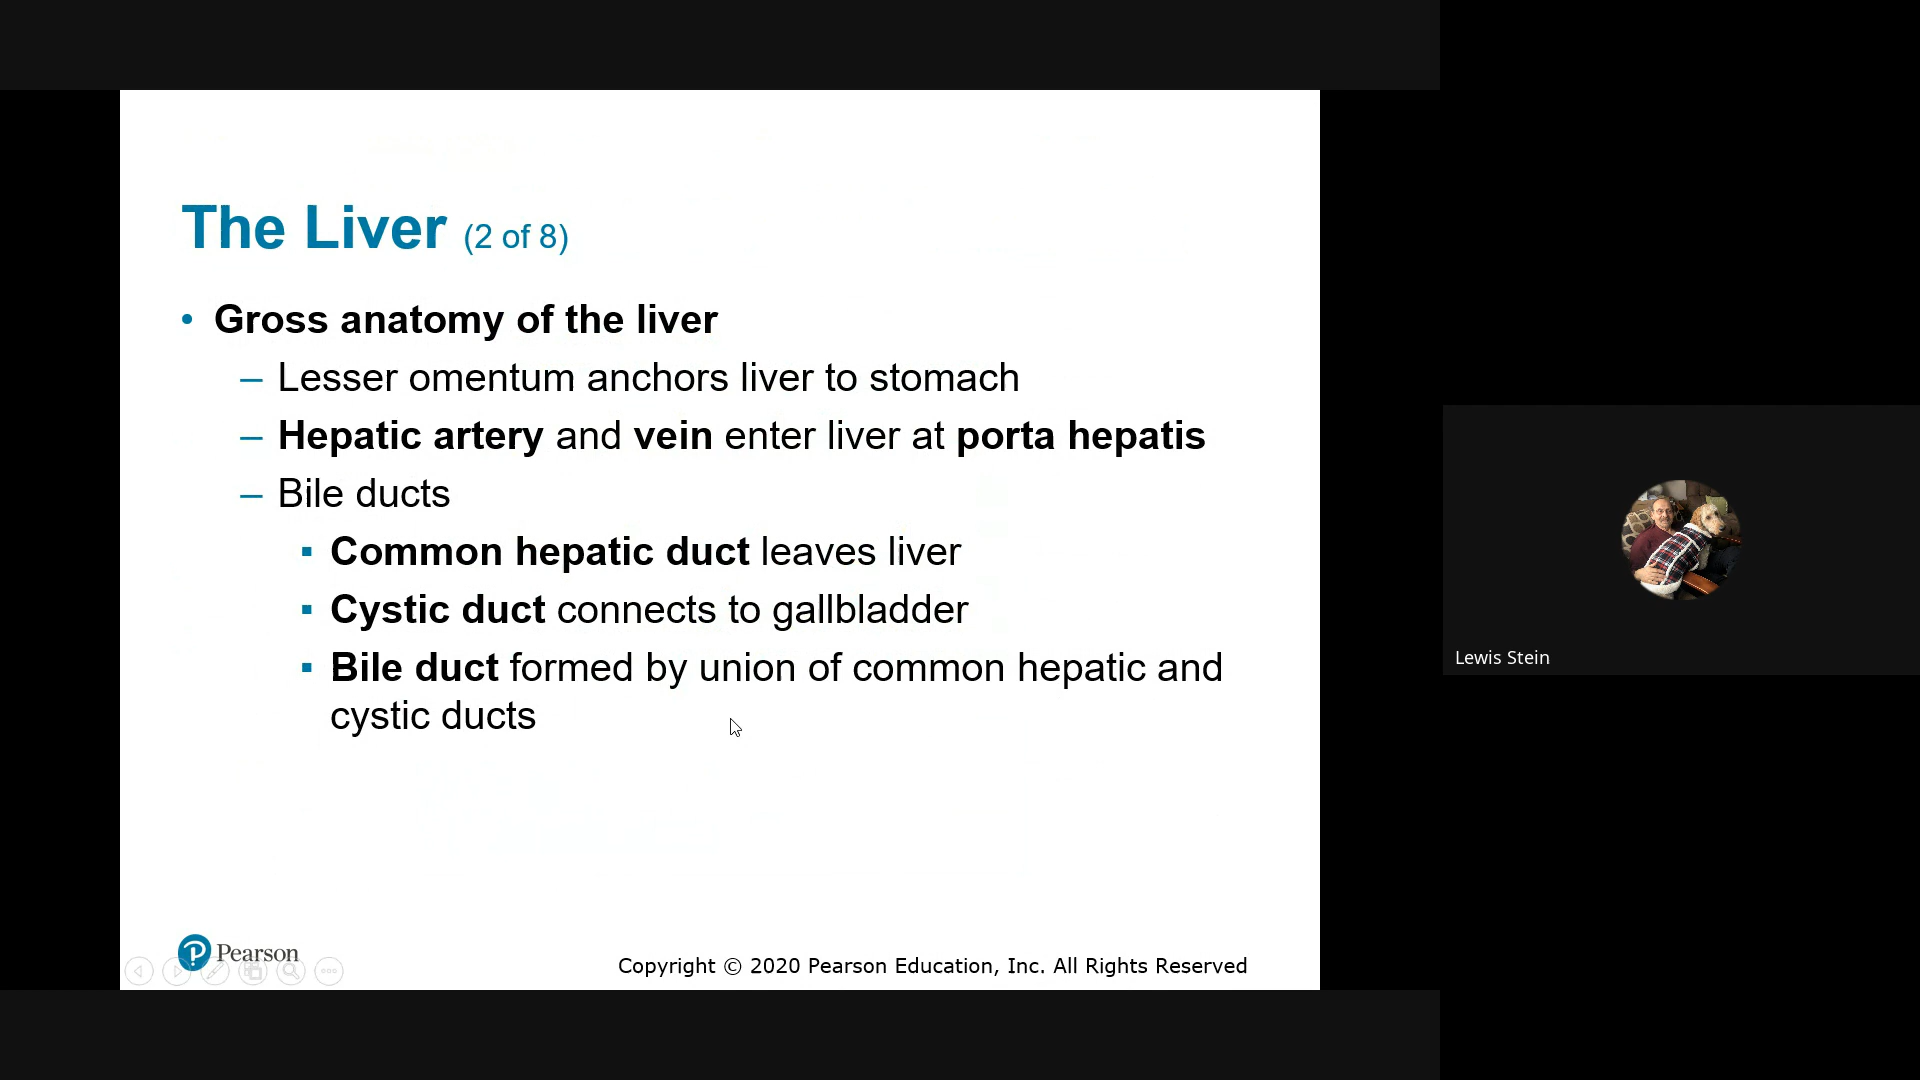 The Liver (2 of 8)
• Gross anatomy of the liver
– Lesser omentum anchors liver to stomach
– Hepatic artery and vein enter liver at porta hepatis
– Bile ducts
▪ Common hepatic duct leaves liver
▪ Cystic duct connects to gallbladder
▪ Bile duct formed by union of common hepatic and
cystic ducts
Lewis Stein
Pearson
Copyright © 2020 Pearson Education, Inc. All Rights Reserved